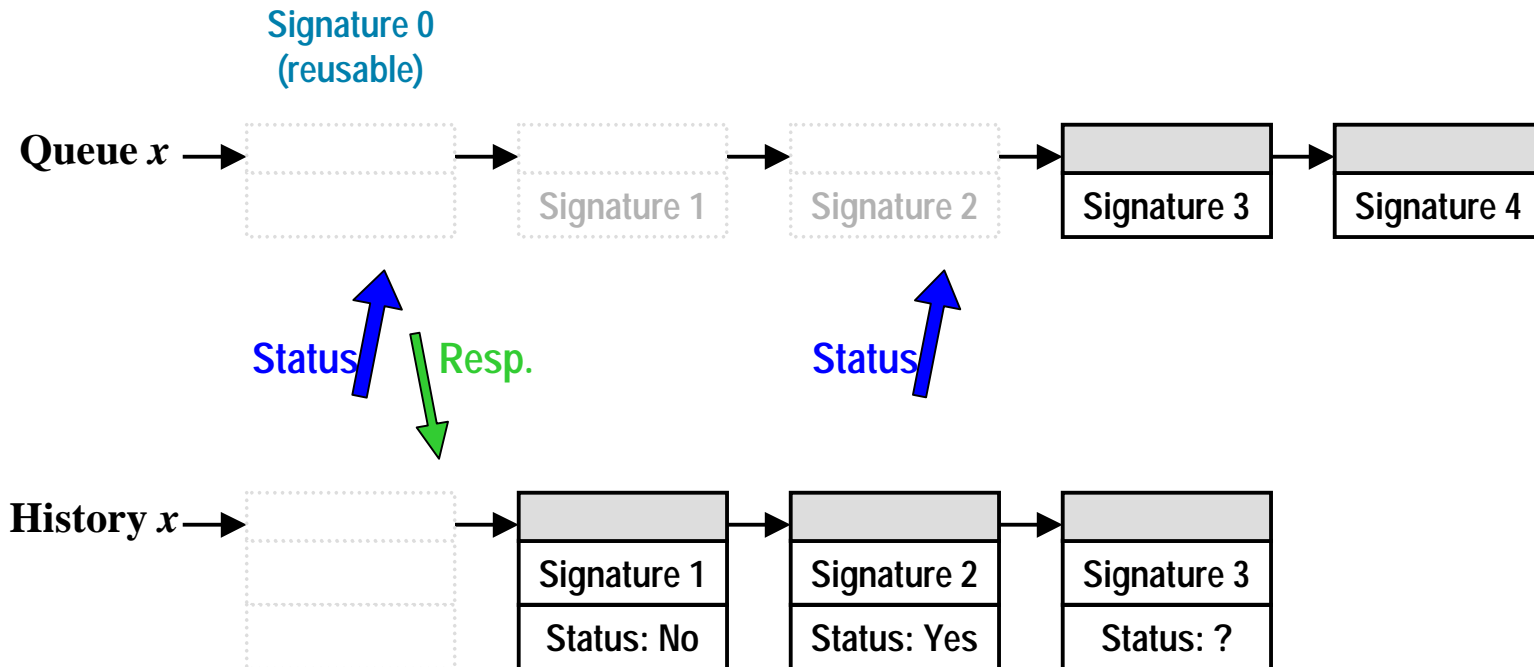 Signature 0
(reusable)
Queue x
Signature 1
Signature 2
Signature 3
Signature 4
Status
Resp.
Status
History x
Signature 1
Signature 2
Signature 3
Status: No
Status: Yes
Status: ?